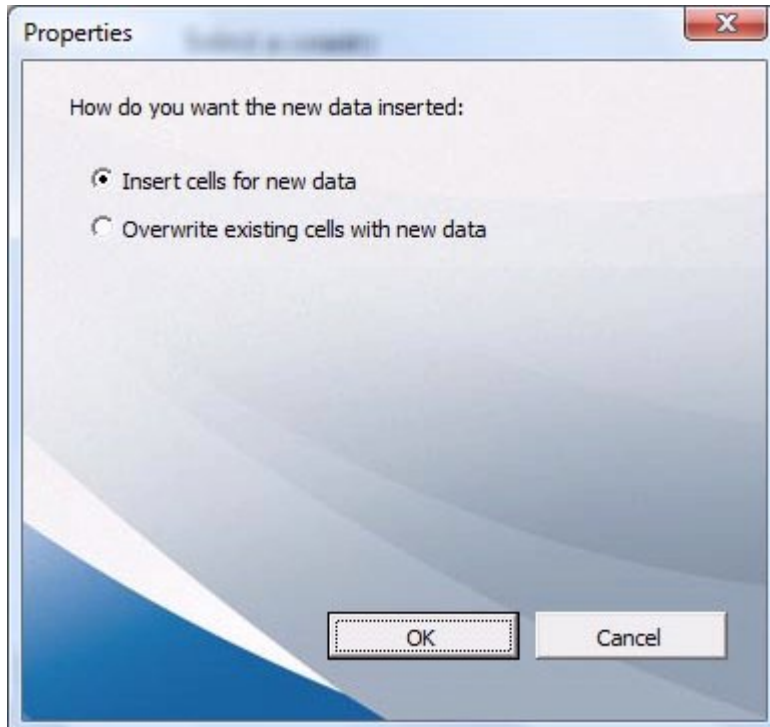 Properties
How do you want the new data inserted:
Insert cells for new data
Overwrite existing cells with new data
OK
Cancel